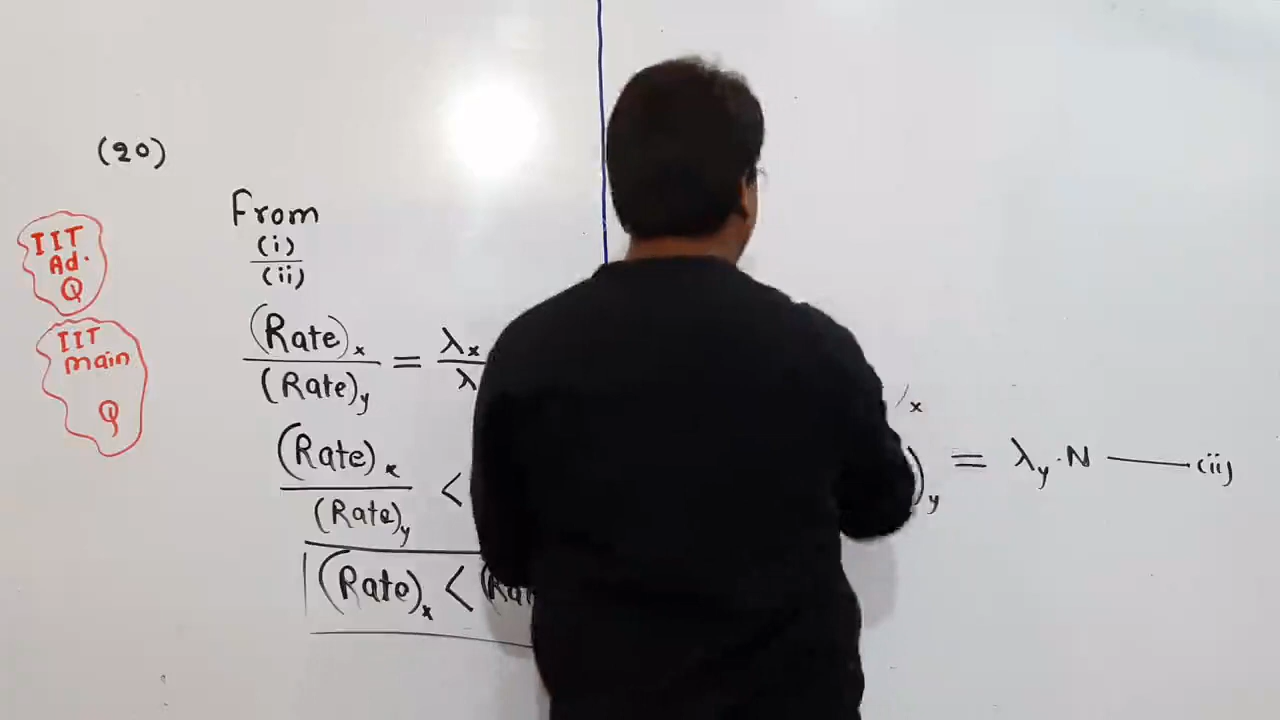 (20)
IIT
Ad.
Q
IIT
main
Q
From
(i)
(ii)
(Rate)x
(Rate)y
= λx
λ
(Rate)x
(Rate)y
<
(Rate)x <
x
)y = λy·N —— (ii)